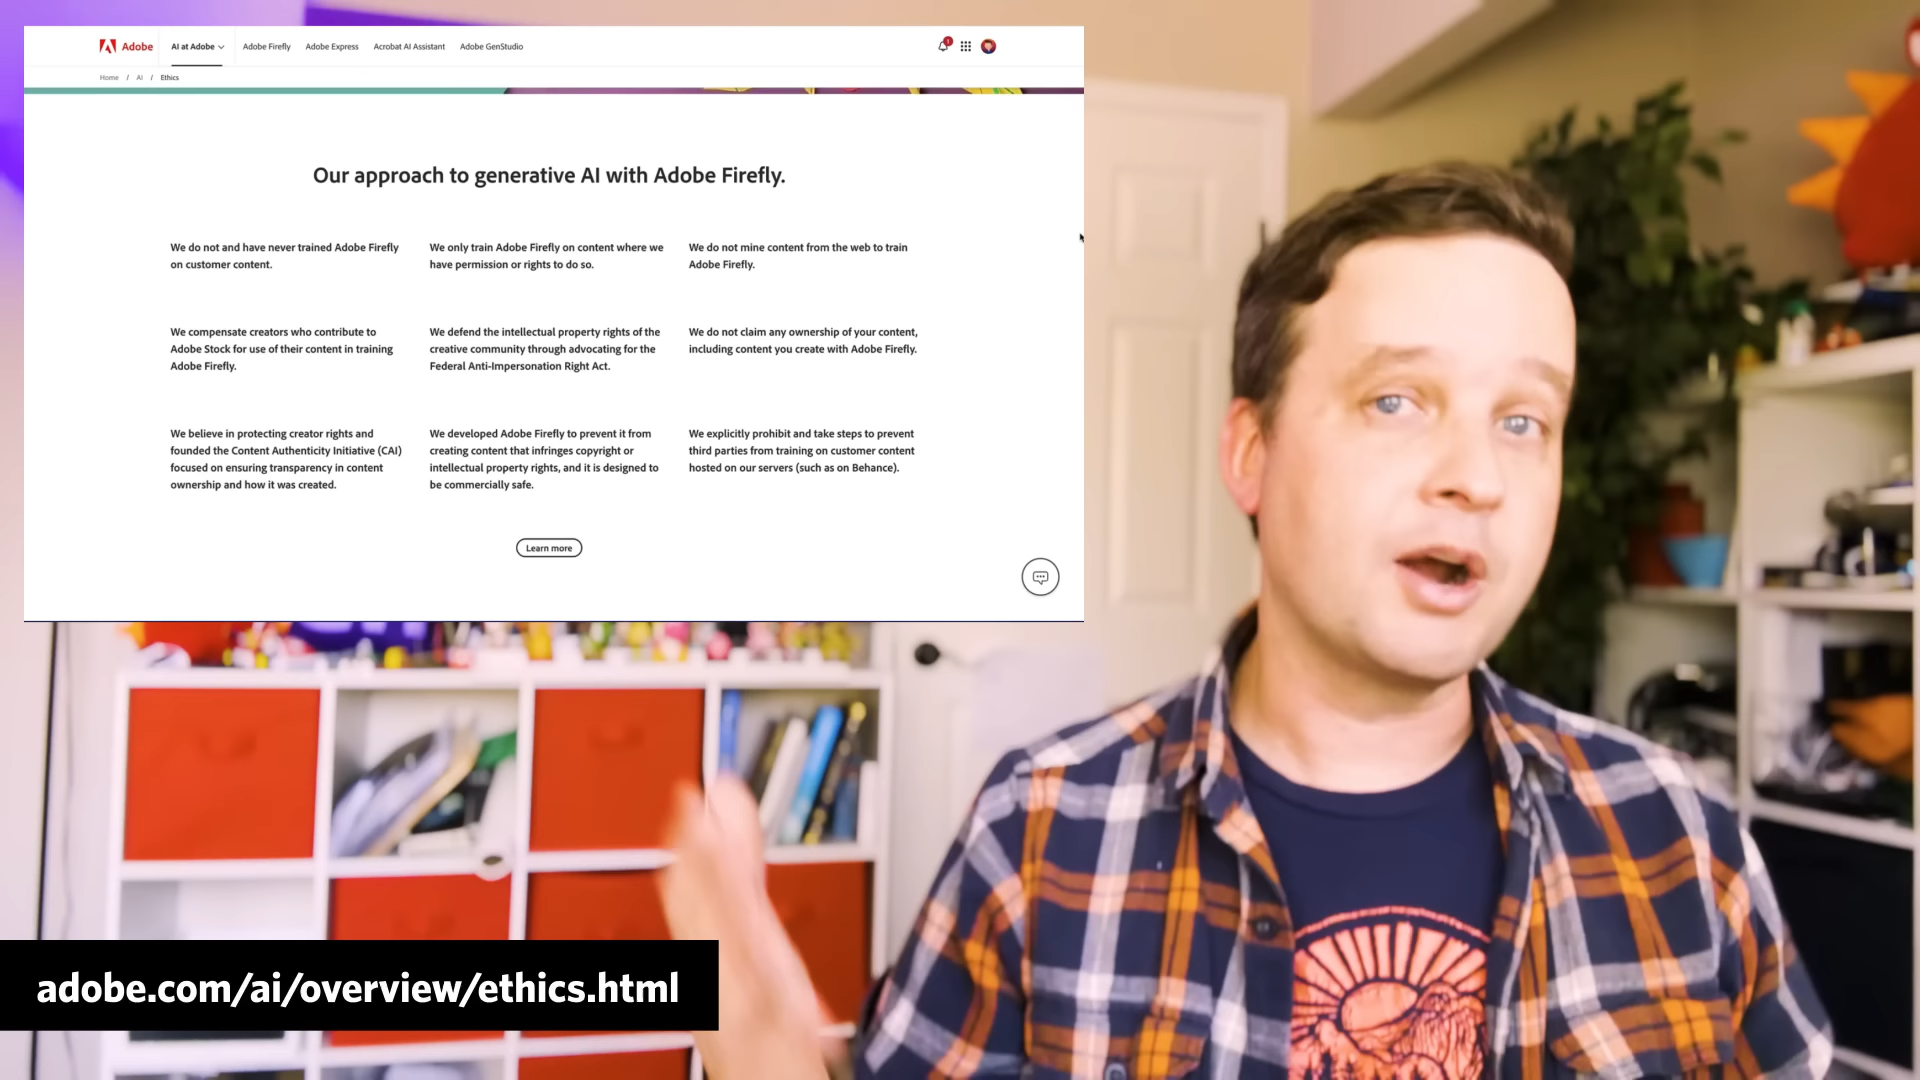 Adobe
AI at Adobe
Adobe Firefly
Adobe Express
Acrobat AI Assistant
Adobe GenStudio
1
Home / AI / Ethics
Our approach to generative AI with Adobe Firefly.
We do not and have never trained Adobe Firefly
on customer content.
We only train Adobe Firefly on content where we
have permission or rights to do so.
We do not mine content from the web to train
Adobe Firefly.
We compensate creators who contribute to
Adobe Stock for use of their content in training
Adobe Firefly.
We defend the intellectual property rights of the
creative community through advocating for the
Federal Anti-Impersonation Right Act.
We do not claim any ownership of your content,
including content you create with Adobe Firefly.
We believe in protecting creator rights and
founded the Content Authenticity Initiative (CAI)
focused on ensuring transparency in content
ownership and how it was created.
We developed Adobe Firefly to prevent it from
creating content that infringes copyright or
intellectual property rights, and it is designed to
be commercially safe.
We explicitly prohibit and take steps to prevent
third parties from training on customer content
hosted on our servers (such as on Behance).
Learn more
adobe.com/ai/overview/ethics.html